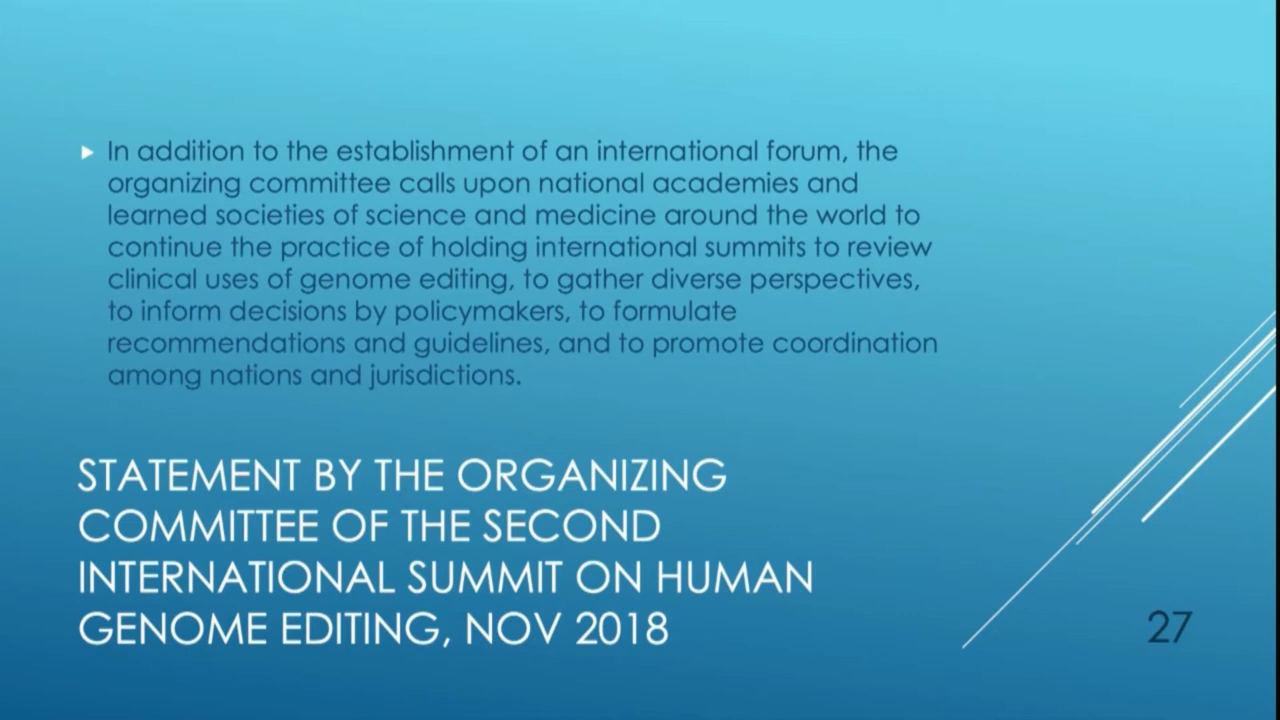 In addition to the establishment of an international forum, the
organizing committee calls upon national academies and
learned societies of science and medicine around the world to
continue the practice of holding international summits to review
clinical uses of genome editing, to gather diverse perspectives,
to inform decisions by policymakers, to formulate
recommendations and guidelines, and to promote coordination
among nations and jurisdictions.
STATEMENT BY THE ORGANIZING
COMMITTEE OF THE SECOND
INTERNATIONAL SUMMIT ON HUMAN
GENOME EDITING, NOV 2018
27